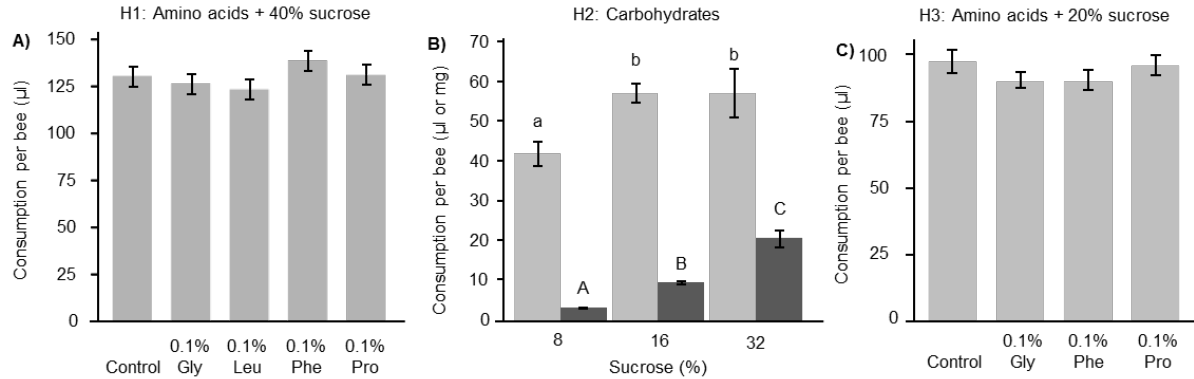 H1: Amino acids + 40% sucrose
A)
Consumption per bee (µl)
150
125
100
75
50
25
0
Control
0.1% Gly
0.1% Leu
0.1% Phe
0.1% Pro
H2: Carbohydrates
B)
Consumption per bee (µl or mg)
70
60
50
40
30
20
10
0
a
A
b
B
b
C
8
16
32
Sucrose (%)
H3: Amino acids + 20% sucrose
C)
Consumption per bee (µl)
100
75
50
25
0
Control
0.1% Gly
0.1% Phe
0.1% Pro